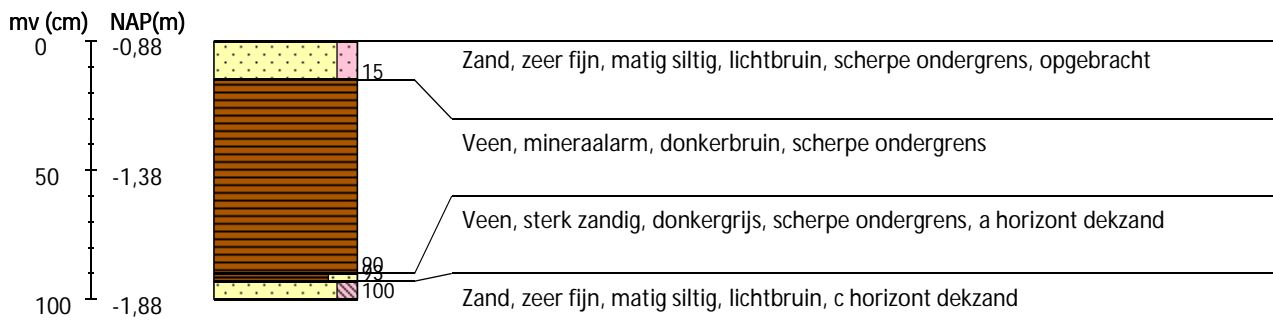 mv (cm) NAP(m)
0 -0,88
Zand, zeer fijn, matig siltig, lichtbruin, scherpe ondergrens, opgebracht
15
Veen, mineraalarm, donkerbruin, scherpe ondergrens
50 -1,38
Veen, sterk zandig, donkergrijs, scherpe ondergrens, a horizont dekzand
90
93
100
Zand, zeer fijn, matig siltig, lichtbruin, c horizont dekzand
100 -1,88